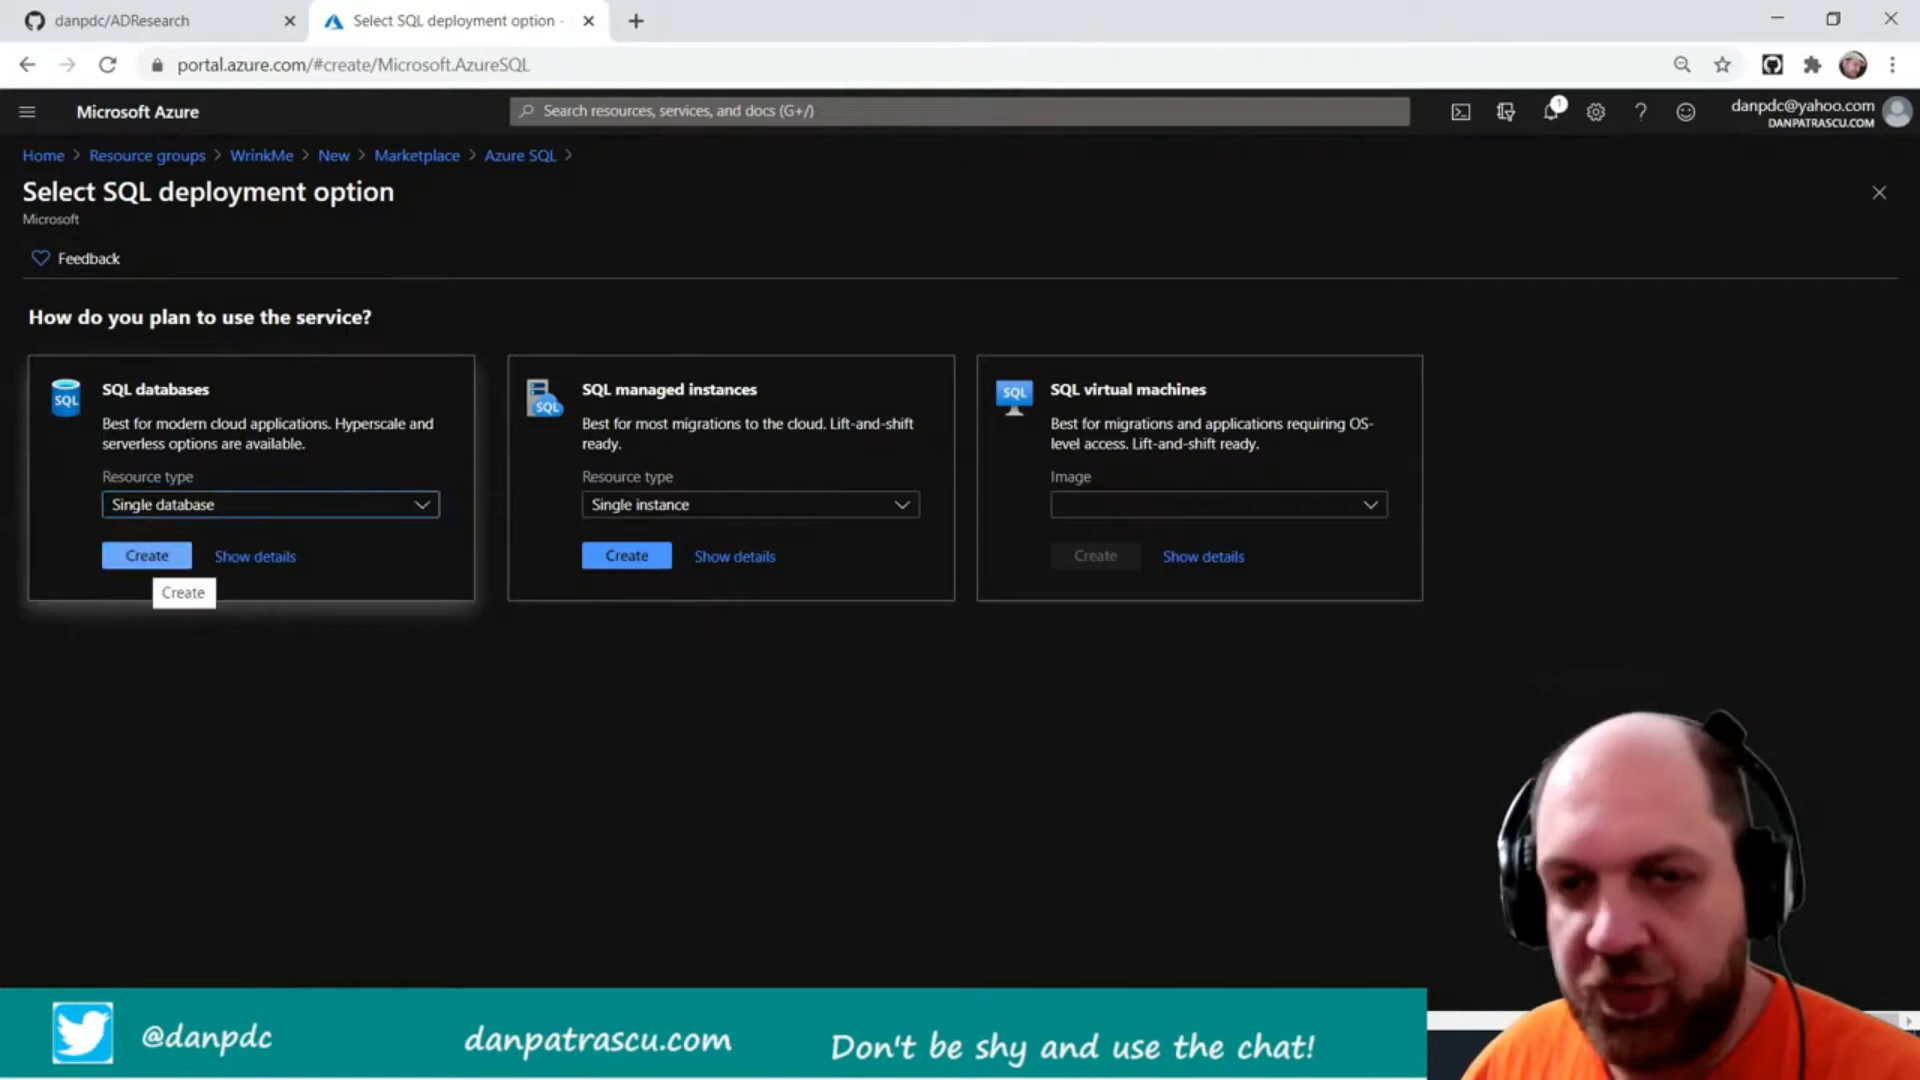 danpdc/ADResearch
Select SQL deployment option -
portal.azure.com/#create/Microsoft.AzureSQL
Microsoft Azure
Search resources, services, and docs (G+/)
1
danpdc@yahoo.com
DANPATRASCU.COM
Home > Resource groups > WrinkMe > New > Marketplace > Azure SQL >
Select SQL deployment option
Microsoft
Feedback
How do you plan to use the service?
SQL
SQL databases
Best for modern cloud applications. Hyperscale and
serverless options are available.
Resource type
Single database
Create
Show details
Create
SQL
SQL managed instances
Best for most migrations to the cloud. Lift-and-shift
ready.
Resource type
Single instance
Create
Show details
SQL
SQL virtual machines
Best for migrations and applications requiring OS-
level access. Lift-and-shift ready.
Image
Create
Show details
@danpdc
danpatrascu.com
Don't be shy and use the chat!